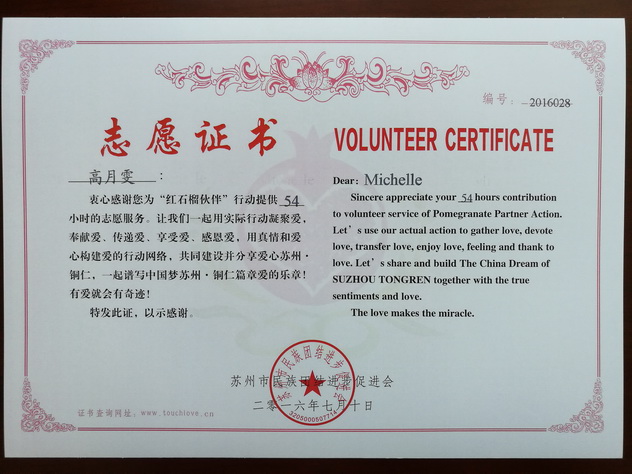 编号: 2016028
志愿证书
高月雯:
衷心感谢您为“红石榴伙伴”行动提供 54
小时的志愿服务。让我们一起用实际行动凝聚爱,
奉献爱、传递爱、享受爱、感恩爱,用真情和爱
心构建爱的行动网络,共同建设并分享爱心苏州·
铜仁,一起谱写中国梦苏州·铜仁篇章爱的乐章!
有爱就会有奇迹!
特发此证,以示感谢。
VOLUNTEER CERTIFICATE
Dear: Michelle
Sincere appreciate your 54 hours contribution
to volunteer service of Pomegranate Partner Action.
Let’s use our actual action to gather love, devote
love, transfer love, enjoy love, feeling and thank to
love. Let’s share and build The China Dream of
SUZHOU TONGREN together with the true
sentiments and love.
The love makes the miracle.
苏州市民族团结进步促进会
二〇一六年七月十日
证书查询网址: www.touchlove.cn